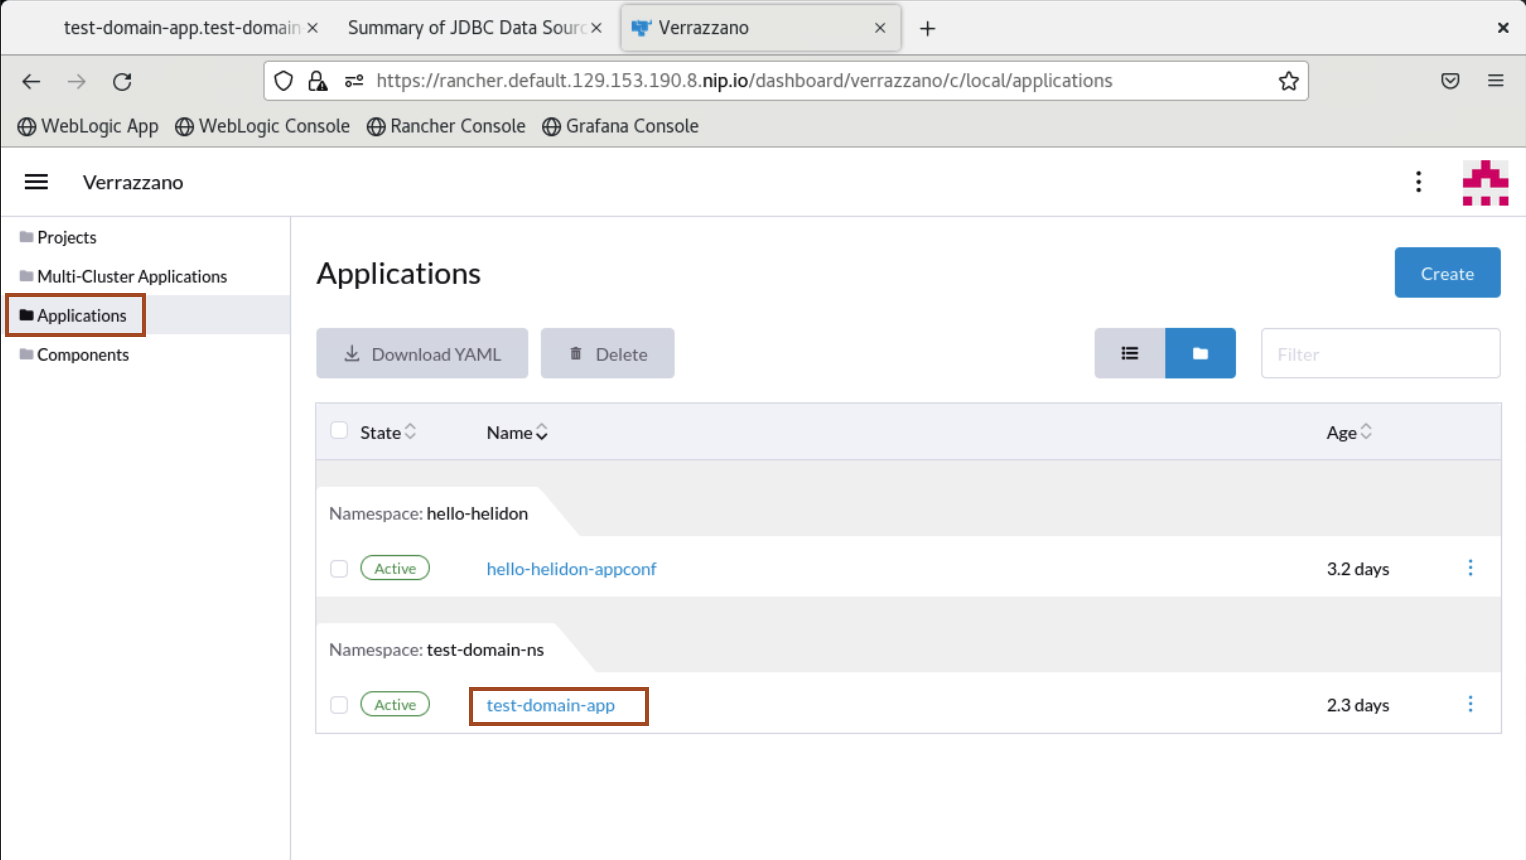 test-domain-app.test-domain
Summary of JDBC Data Sourc
Verrazzano
https://rancher.default.129.153.190.8.nip.io/dashboard/verrazzano/c/local/applications
WebLogic App
WebLogic Console
Rancher Console
Grafana Console
Verrazzano
Projects
Multi-Cluster Applications
Applications
Components
Applications
Create
Download YAML
Delete
Filter
State
Name
Age
Namespace: hello-helidon
Active
hello-helidon-appconf
3.2 days
Namespace: test-domain-ns
Active
test-domain-app
2.3 days